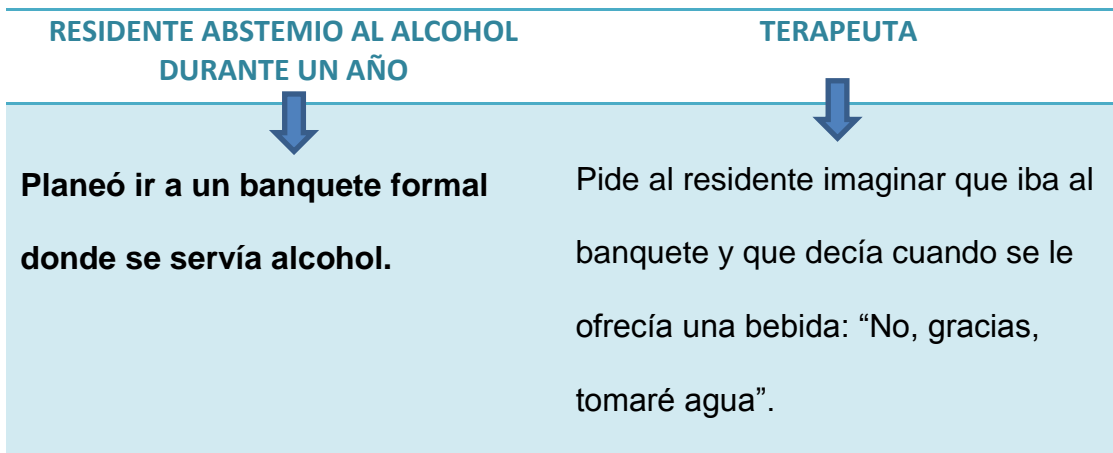 RESIDENTE ABSTEMIO AL ALCOHOL
DURANTE UN AÑO
TERAPEUTA
Planeó ir a un banquete formal
donde se servía alcohol.
Pide al residente imaginar que iba al
banquete y que decía cuando se le
ofrecía una bebida: “No, gracias,
tomaré agua”.